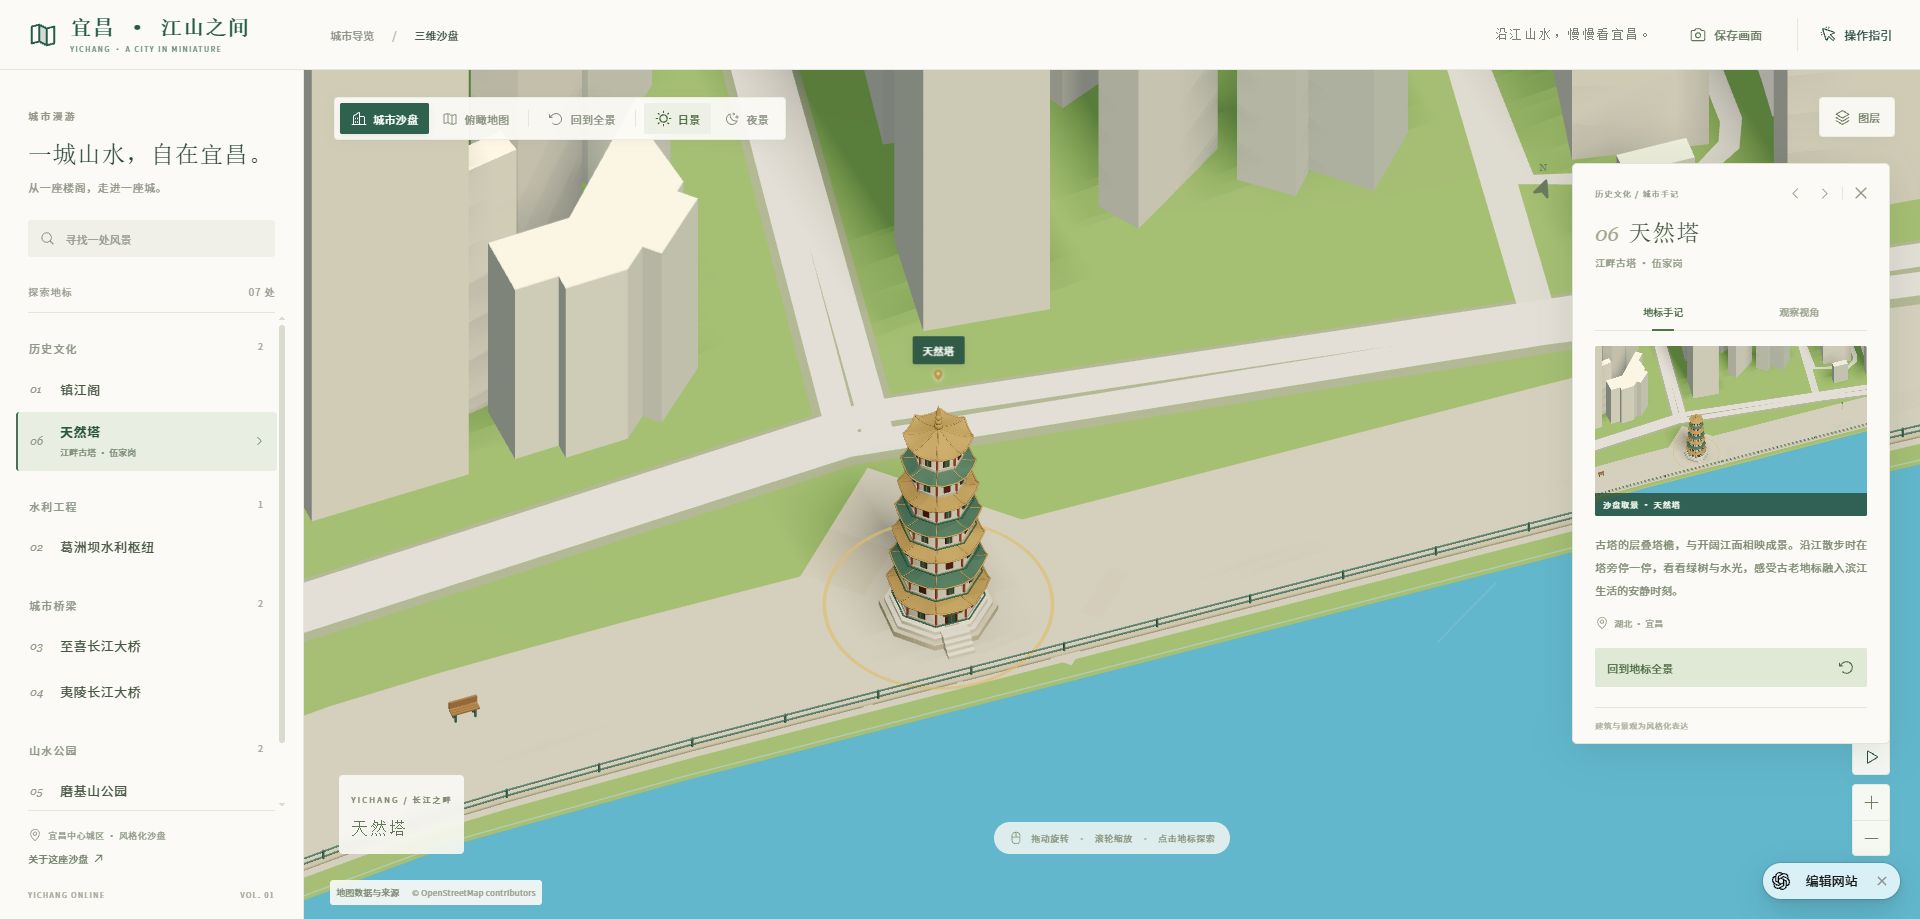 宜昌 · 江山之间
YICHANG · A CITY IN MINIATURE
城市导览 / 三维沙盘
沿江山水，慢慢看宜昌。
保存画面
操作指引
城市漫游
一城山水，自在宜昌。
从一座楼阁，走进一座城。
寻找一处风景
探索地标 07 处
历史文化 2
01 镇江阁
06 天然塔
江畔古塔 · 伍家岗
水利工程 1
02 葛洲坝水利枢纽
城市桥梁 2
03 至喜长江大桥
04 夷陵长江大桥
山水公园 2
05 磨基山公园
宜昌中心城区 · 风格化沙盘
关于这座沙盘
YICHANG ONLINE VOL. 01
城市沙盘 俯瞰地图 回到全景 日景 夜景
图层
N
天然塔
YICHANG / 长江之畔
天然塔
地图数据与来源 © OpenStreetMap contributors
拖动旋转 · 滚轮缩放 · 点击地标探索
历史文化 / 城市手记
06 天然塔
江畔古塔 · 伍家岗
地标手记 观察视角
沙盘取景 · 天然塔
古塔的层叠塔檐，与开阔江面相映成景。沿江散步时在
塔旁停一停，看看绿树与水光，感受古老地标融入滨江
生活的安静时刻。
湖北 · 宜昌
回到地标全景
建筑与景观为风格化表达
编辑网站